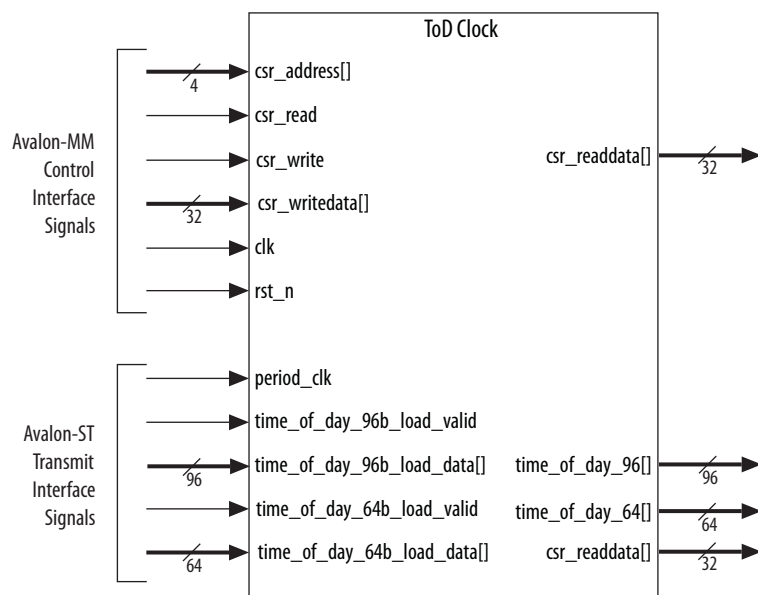 ToD Clock
Avalon-MM
Control
Interface
Signals
csr_address[]
4
csr_read
csr_write
csr_writedata[]
32
clk
rst_n
csr_readdata[]
32
Avalon-ST
Transmit
Interface
Signals
period_clk
time_of_day_96b_load_valid
time_of_day_96b_load_data[]
96
time_of_day_64b_load_valid
time_of_day_64b_load_data[]
64
time_of_day_96[]
96
time_of_day_64[]
64
csr_readdata[]
32